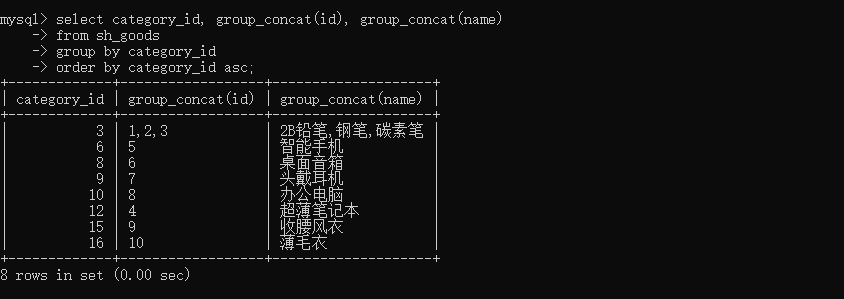 mysql> select category_id, group_concat(id), group_concat(name)
    -> from sh_goods
    -> group by category_id
    -> order by category_id asc;
+-------------+------------------+--------------------+
| category_id | group_concat(id) | group_concat(name) |
+-------------+------------------+--------------------+
|           3 | 1,2,3            | 2B铅笔,钢笔,碳素笔 |
|           6 | 5                | 智能手机           |
|           8 | 6                | 桌面音箱           |
|           9 | 7                | 头戴耳机           |
|          10 | 8                | 办公电脑           |
|          12 | 4                | 超薄笔记本         |
|          15 | 9                | 收腰风衣           |
|          16 | 10               | 薄毛衣             |
+-------------+------------------+--------------------+
8 rows in set (0.00 sec)